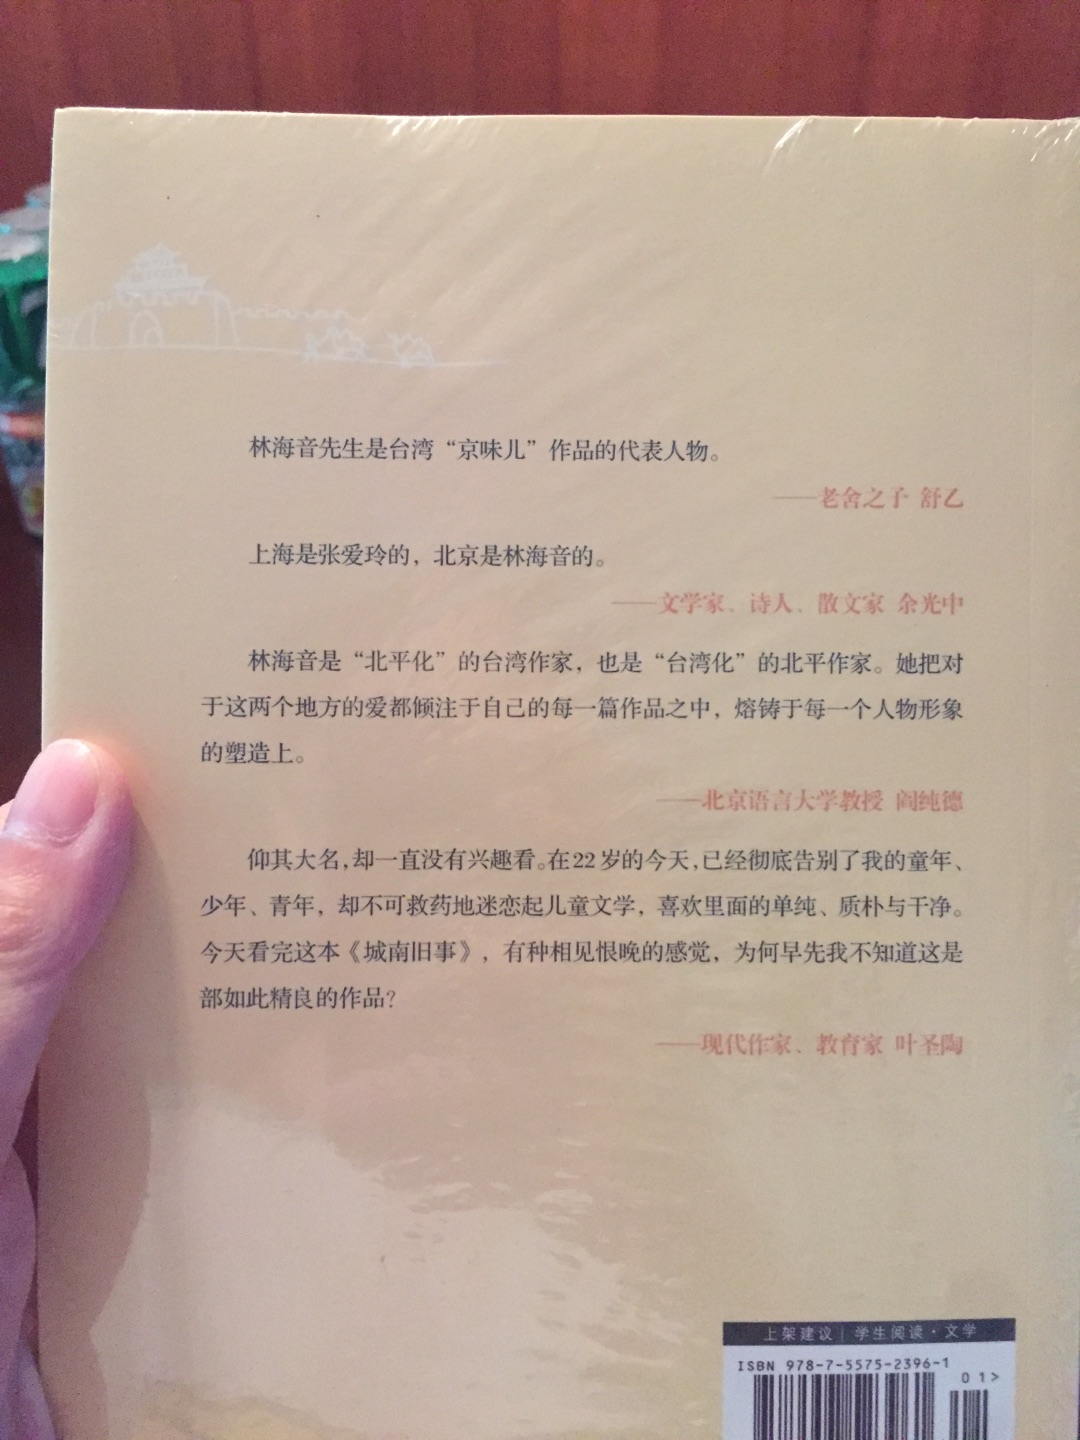 林海音先生是台湾“京味儿”作品的代表人物。
——老舍之子 舒乙
上海是张爱玲的，北京是林海音的。
——文学家、诗人、散文家 余光中
林海音是“北平化”的台湾作家，也是“台湾化”的北平作家。她把对
于这两个地方的爱都倾注于自己的每一篇作品之中，熔铸于每一个人物形象
的塑造上。
——北京语言大学教授 阎纯德
仰其大名，却一直没有兴趣看。在22岁的今天，已经彻底告别了我的童年、
少年、青年，却不可救药地迷恋起儿童文学，喜欢里面的单纯、质朴与干净。
今天看完这本《城南旧事》，有种相见恨晚的感觉，为何早先我不知道这是
部如此精良的作品？
——现代作家、教育家 叶圣陶
上架建议｜学生阅读·文学
ISBN 978-7-5575-2396-1
01>